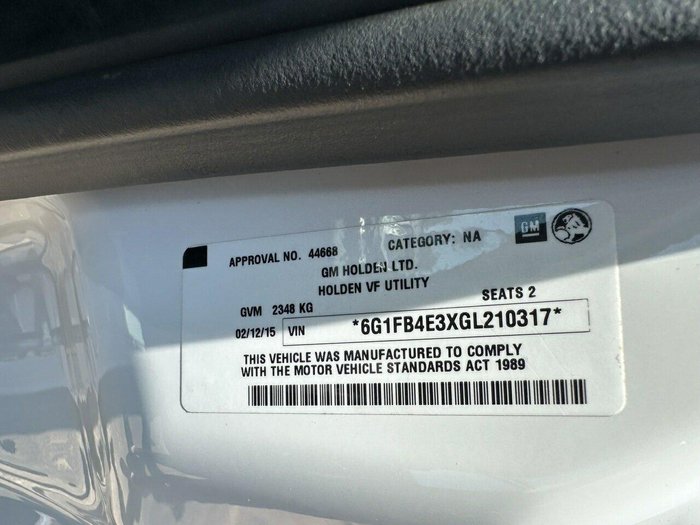 APPROVAL NO. 44668 CATEGORY: NA GM
GM HOLDEN LTD.
HOLDEN VF UTILITY
GVM 2348 KG SEATS 2
02/12/15 VIN *6G1FB4E3XGL210317*
THIS VEHICLE WAS MANUFACTURED TO COMPLY
WITH THE MOTOR VEHICLE STANDARDS ACT 1989